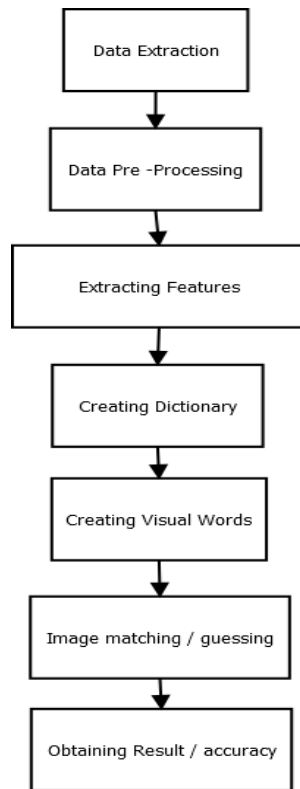 Data Extraction
Data Pre -Processing
Extracting Features
Creating Dictionary
Creating Visual Words
Image matching / guessing
Obtaining Result / accuracy